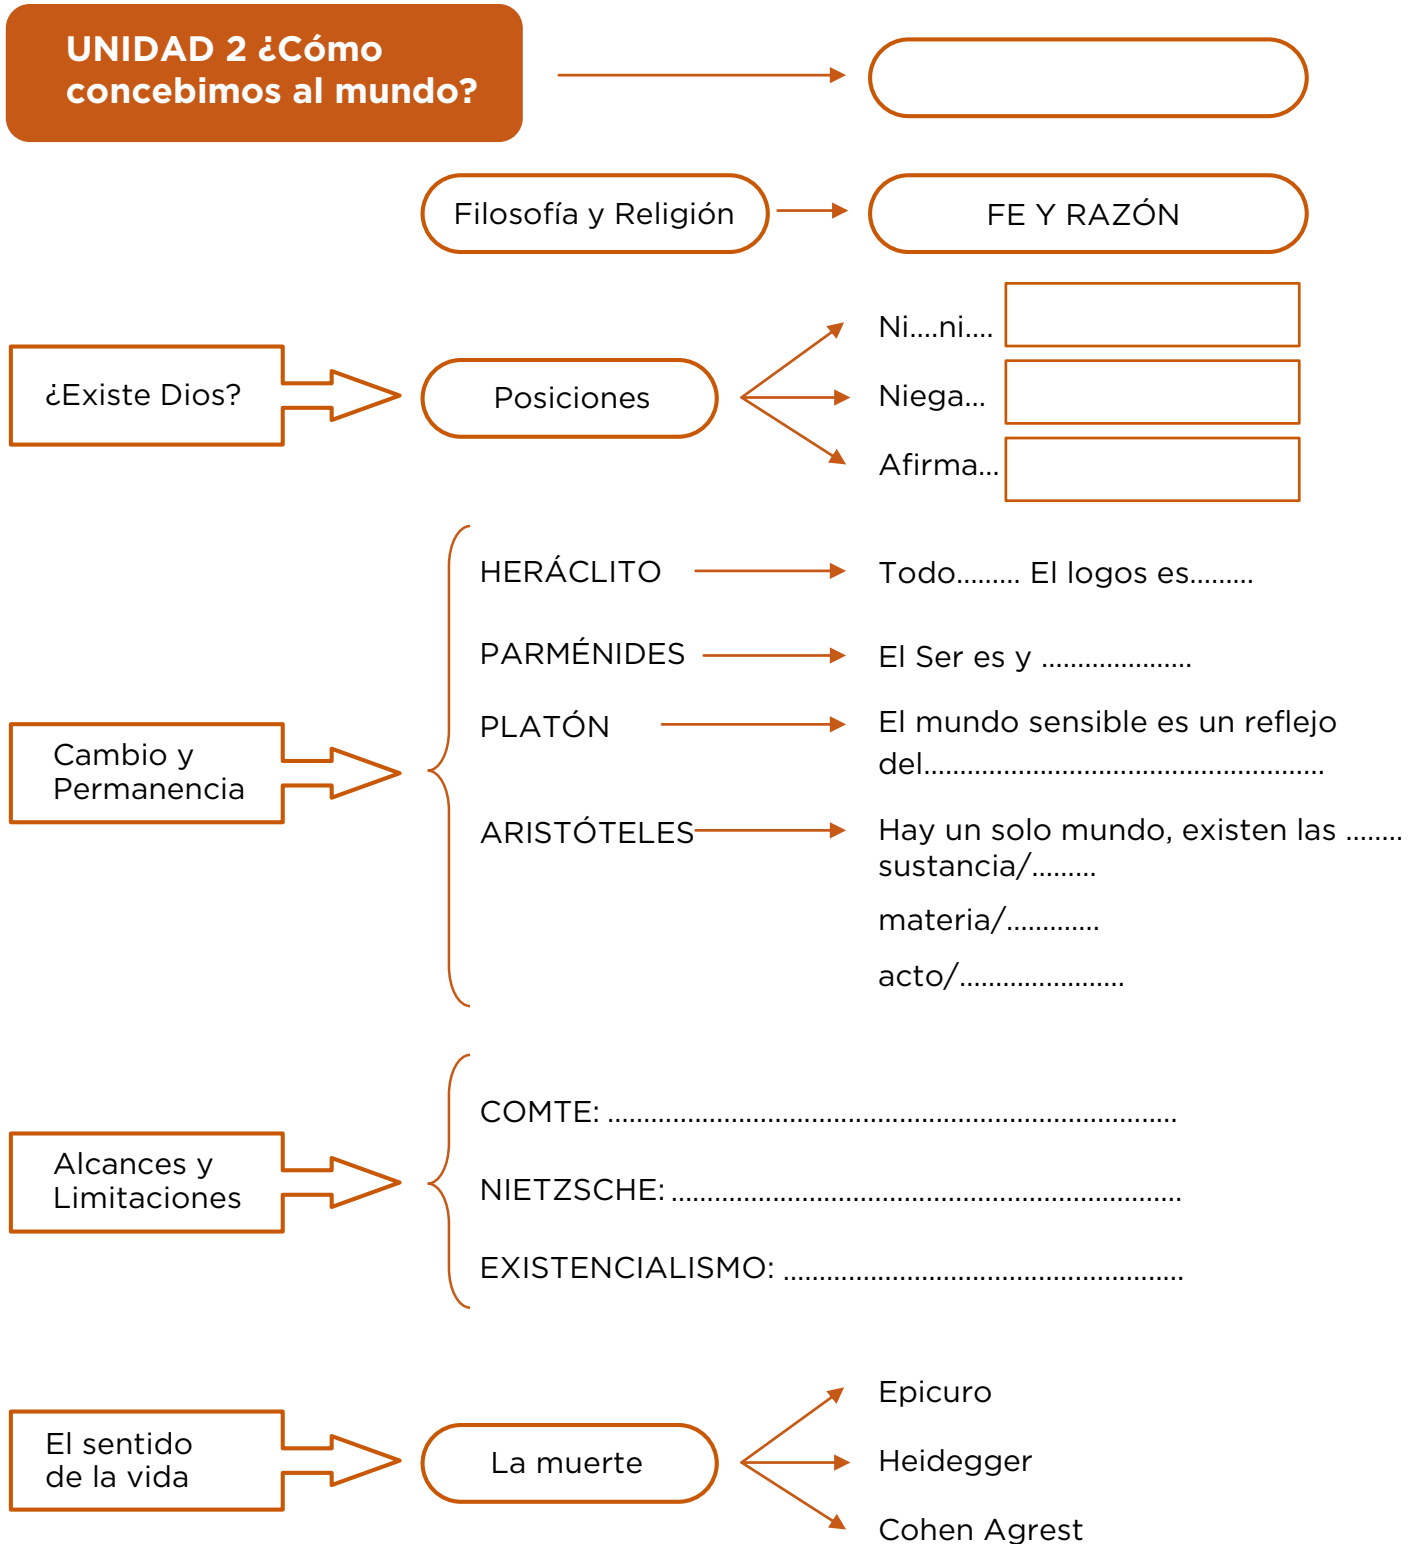 UNIDAD 2 ¿Cómo
concebimos al mundo?
Filosofía y Religión
FE Y RAZÓN
¿Existe Dios?
Posiciones
Ni....ni....
Niega...
Afirma...
Cambio y
Permanencia
HERÁCLITO
Todo......... El logos es.........
PARMÉNIDES
El Ser es y .....................
PLATÓN
El mundo sensible es un reflejo
del.......................................................
ARISTÓTELES
Hay un solo mundo, existen las ........
sustancia/.........
materia/.............
acto/.......................
Alcances y
Limitaciones
COMTE: ...............................................................................
NIETZSCHE: .......................................................................
EXISTENCIALISMO: ........................................................
El sentido
de la vida
La muerte
Epicuro
Heidegger
Cohen Agrest